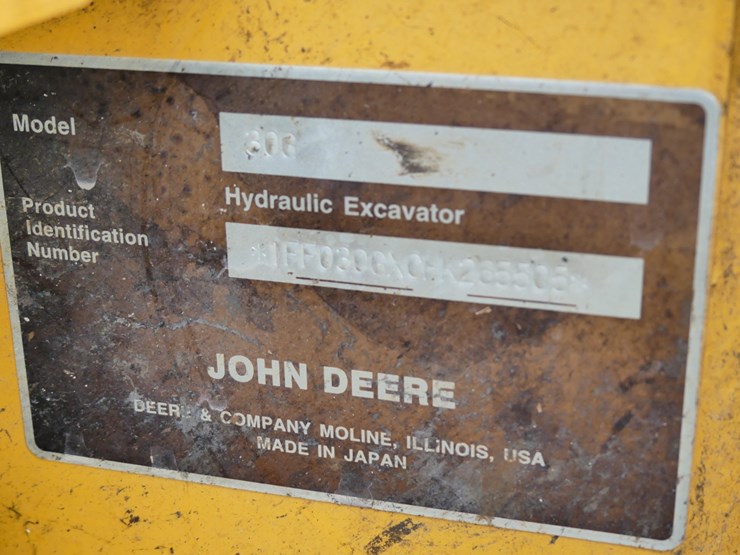 Model
Hydraulic Excavator
Product
Identification
Number
JOHN DEERE
DEERE & COMPANY MOLINE, ILLINOIS, USA
MADE IN JAPAN